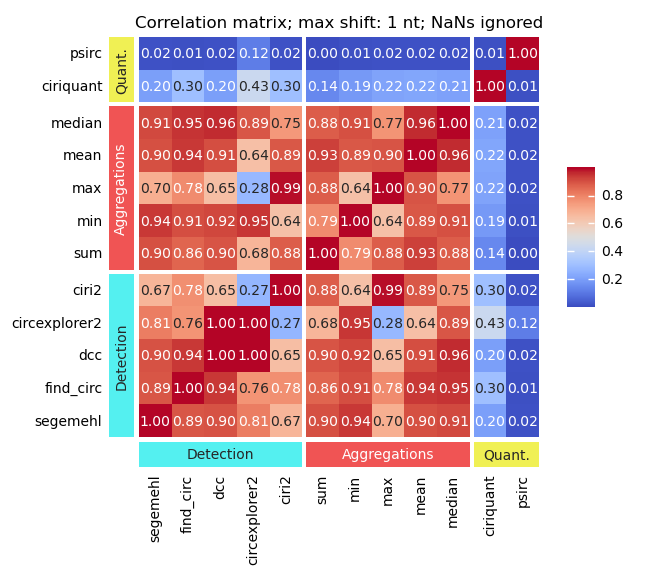 Correlation matrix; max shift: 1 nt; NaNs ignored
Quant.
psirc 0.02 0.01 0.02 0.12 0.02 0.00 0.01 0.02 0.02 0.02 0.01 1.00
ciriquant 0.20 0.30 0.20 0.43 0.30 0.14 0.19 0.22 0.22 0.21 1.00 0.01
Aggregations
median 0.91 0.95 0.96 0.89 0.75 0.88 0.91 0.77 0.96 1.00 0.21 0.02
mean 0.90 0.94 0.91 0.64 0.89 0.93 0.89 0.90 1.00 0.96 0.22 0.02
max 0.70 0.78 0.65 0.28 0.99 0.88 0.64 1.00 0.90 0.77 0.22 0.02
min 0.94 0.91 0.92 0.95 0.64 0.79 1.00 0.64 0.89 0.91 0.19 0.01
sum 0.90 0.86 0.90 0.68 0.88 1.00 0.79 0.88 0.93 0.88 0.14 0.00
Detection
ciri2 0.67 0.78 0.65 0.27 1.00 0.88 0.64 0.99 0.89 0.75 0.30 0.02
circexplorer2 0.81 0.76 1.00 1.00 0.27 0.68 0.95 0.28 0.64 0.89 0.43 0.12
dcc 0.90 0.94 1.00 1.00 0.65 0.90 0.92 0.65 0.91 0.96 0.20 0.02
find_circ 0.89 1.00 0.94 0.76 0.78 0.86 0.91 0.78 0.94 0.95 0.30 0.01
segemehl 1.00 0.89 0.90 0.81 0.67 0.90 0.94 0.70 0.90 0.91 0.20 0.02
Detection Aggregations Quant.
segemehl
find_circ
dcc
circexplorer2
ciri2
sum
min
max
mean
median
ciriquant
psirc
0.8
0.6
0.4
0.2